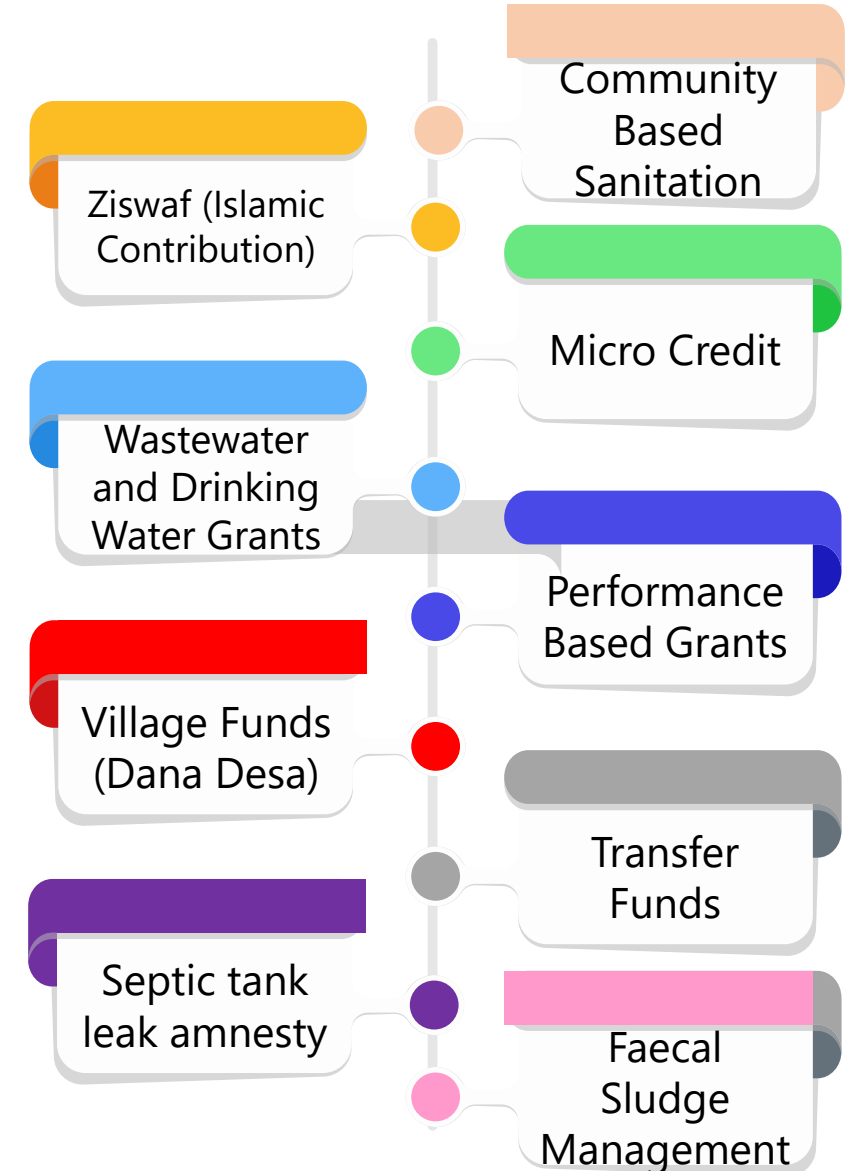 Community
Based
Sanitation
Ziswaf (Islamic
Contribution)
Micro Credit
Wastewater
and Drinking
Water Grants
Performance
Based Grants
Village Funds
(Dana Desa)
Transfer
Funds
Septic tank
leak amnesty
Faecal
Sludge
Management